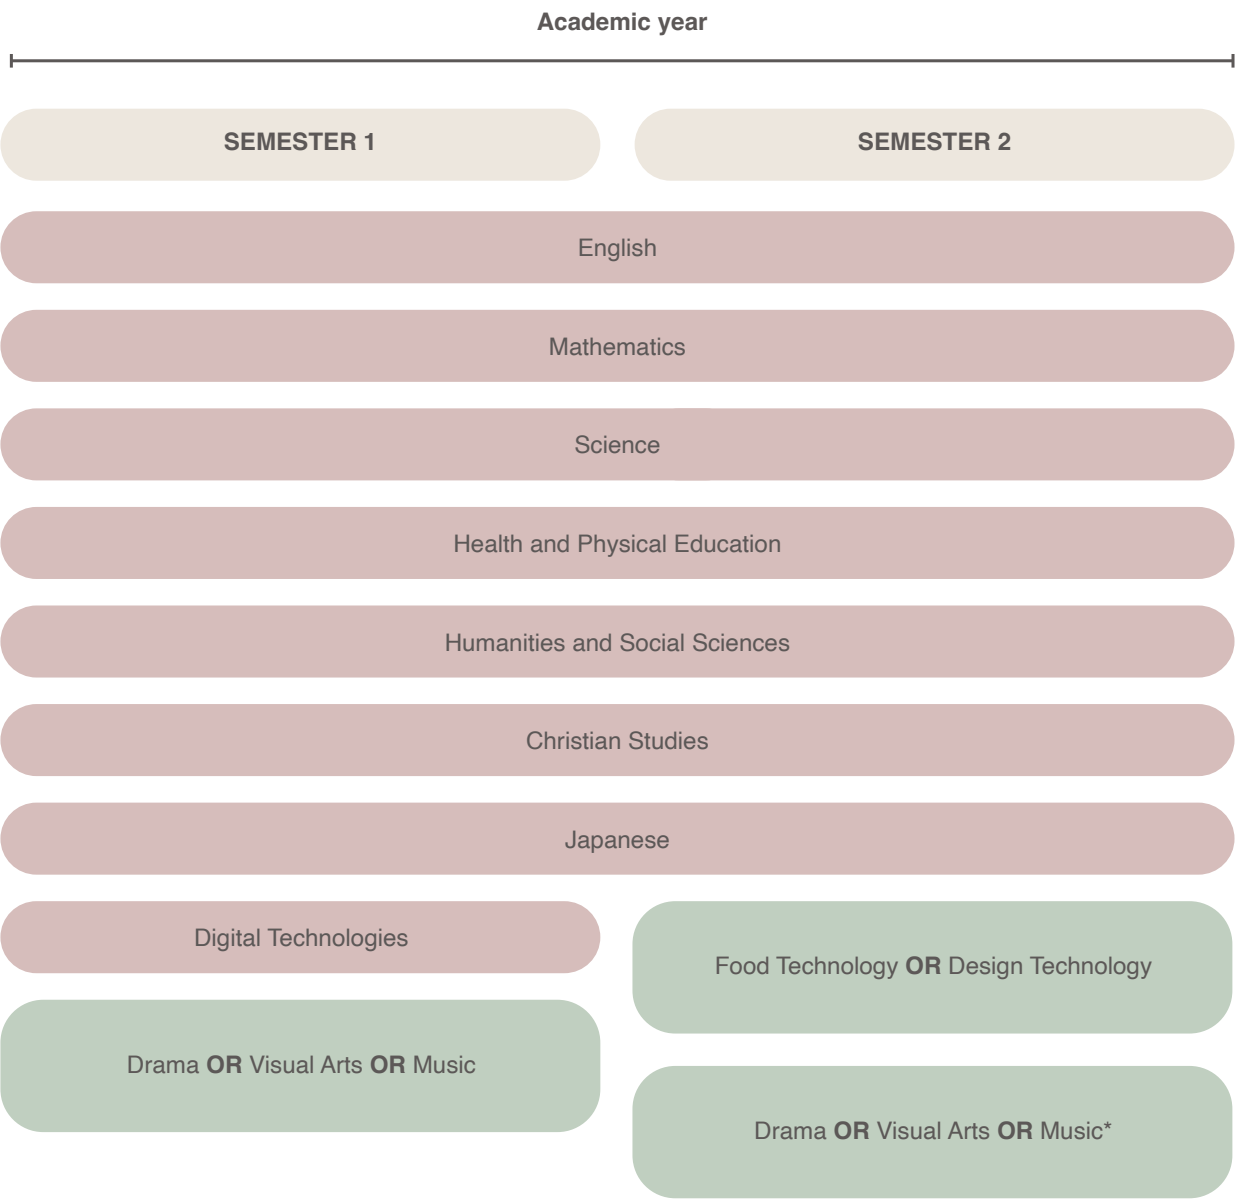 Academic year
SEMESTER 1
SEMESTER 2
English
Mathematics
Science
Health and Physical Education
Humanities and Social Sciences
Christian Studies
Japanese
Digital Technologies
Food Technology OR Design Technology
Drama OR Visual Arts OR Music
Drama OR Visual Arts OR Music*